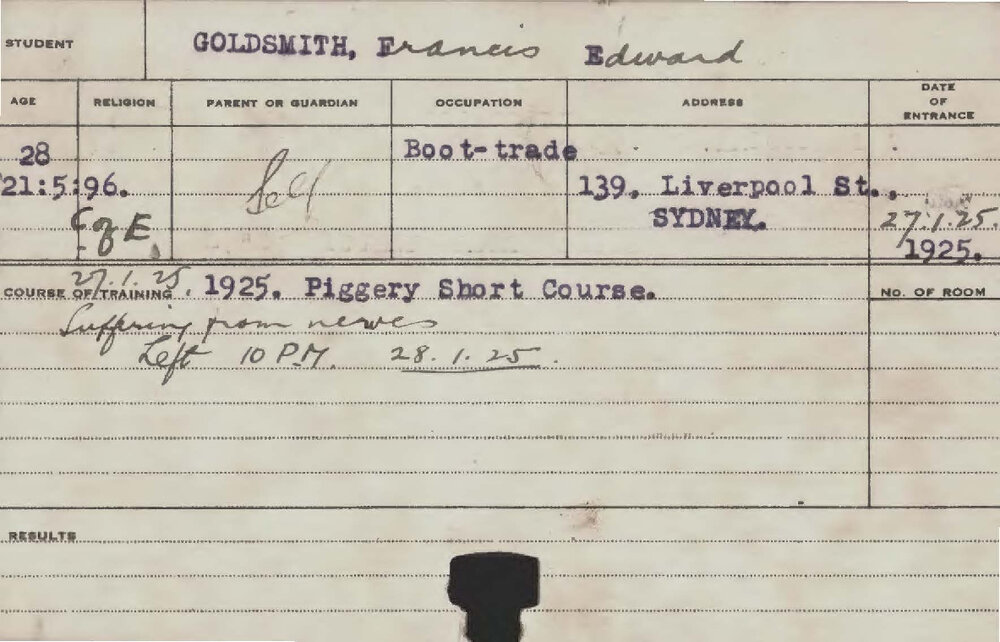 STUDENT GOLDSMITH, Francis Edward
AGE RELIGION PARENT OR GUARDIAN OCCUPATION ADDRESS DATE OF ENTRANCE
28 Boot-trade
21:5:96. Self 139, Liverpool St.,
C of E. SYDNEY. 27.1.25.
1925.
27.1.25
COURSE OF TRAINING. 1925. Piggery Short Course. NO. OF ROOM
Suffering from nerves
Left 10 P.M. 28.1.25.
RESULTS